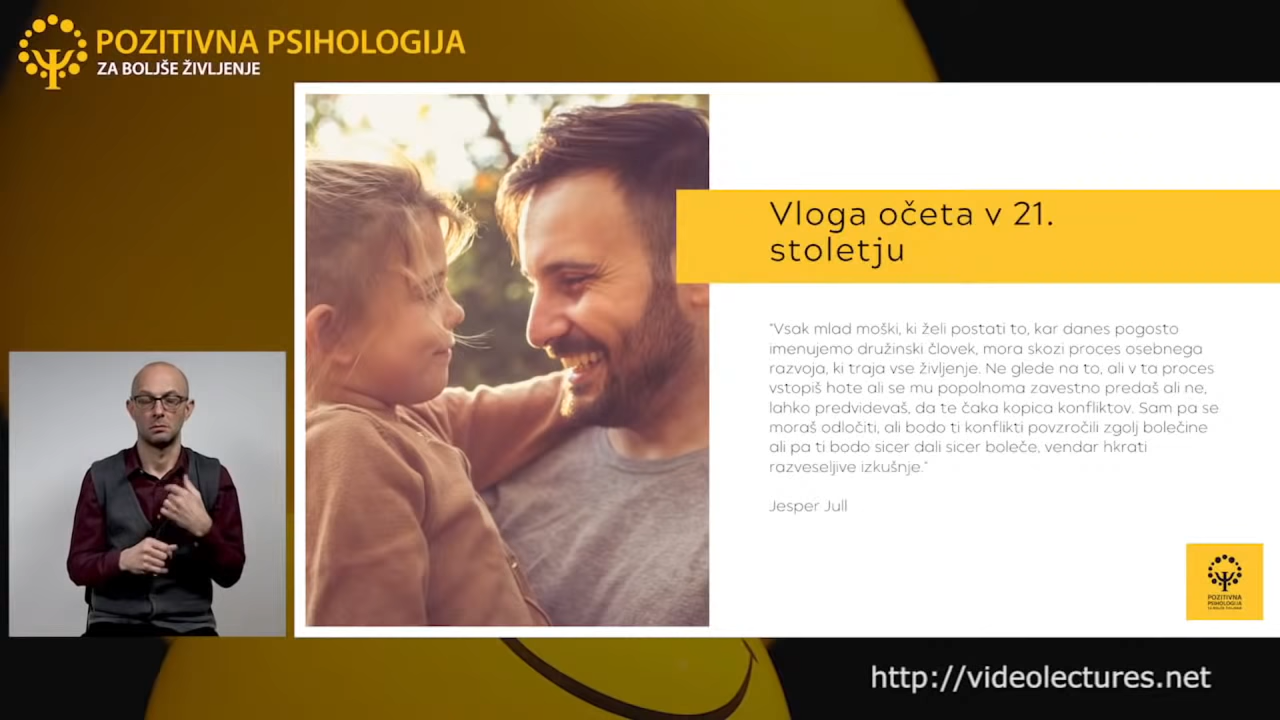 POZITIVNA PSIHOLOGIJA
ZA BOLJŠE ŽIVLJENJE
Vloga očeta v 21.
stoletju
"Vsak mlad moški, ki želi postati to, kar danes pogosto
imenujemo družinski človek, mora skozi proces osebnega
razvoja, ki traja vse življenje. Ne glede na to, ali v ta proces
vstopiš hote ali se mu popolnoma zavestno predaš ali ne,
lahko predvidevaš, da te čaka kopica konfliktov. Sam pa se
moraš odločiti, ali bodo ti konflikti povzročili zgolj bolečine
ali pa ti bodo sicer dali sicer boleče, vendar hkrati
razveseljive izkušnje."
Jesper Jull
POZITIVNA
PSIHOLOGIJA
ZA BOLJŠE ŽIVLJENJE
http://videolectures.net